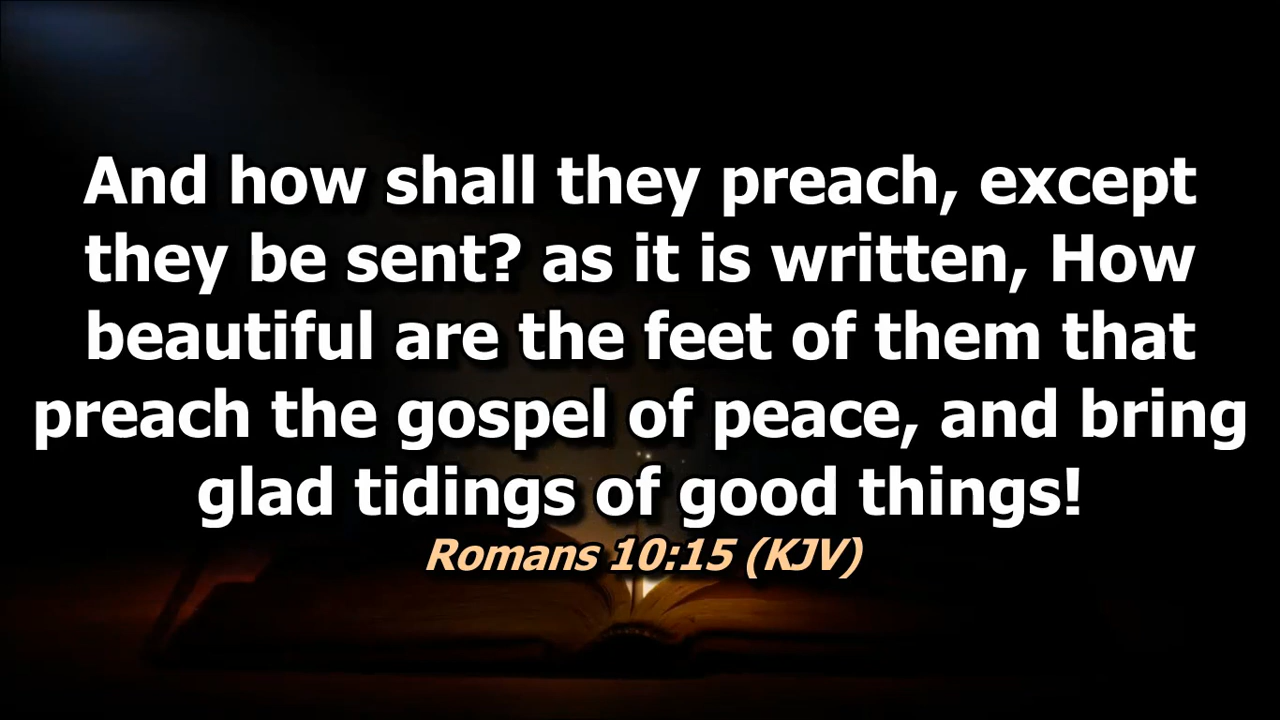 And how shall they preach, except
they be sent? as it is written, How
beautiful are the feet of them that
preach the gospel of peace, and bring
glad tidings of good things!
Romans 10:15 (KJV)